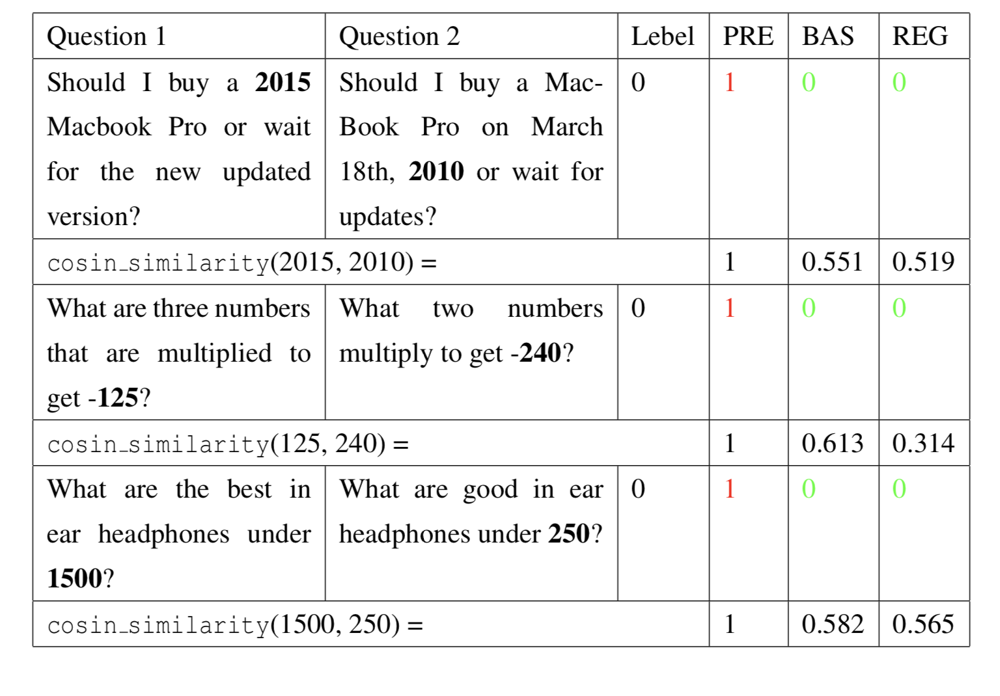 Question 1 Question 2 Lebel PRE BAS REG
Should I buy a 2015 Should I buy a Mac- 0 1 0 0
Macbook Pro or wait Book Pro on March
for the new updated 18th, 2010 or wait for
version? updates?
cosin_similarity(2015, 2010) = 1 0.551 0.519
What are three numbers What two numbers 0 1 0 0
that are multiplied to multiply to get -240?
get -125?
cosin_similarity(125, 240) = 1 0.613 0.314
What are the best in What are good in ear 0 1 0 0
ear headphones under headphones under 250?
1500?
cosin_similarity(1500, 250) = 1 0.582 0.565